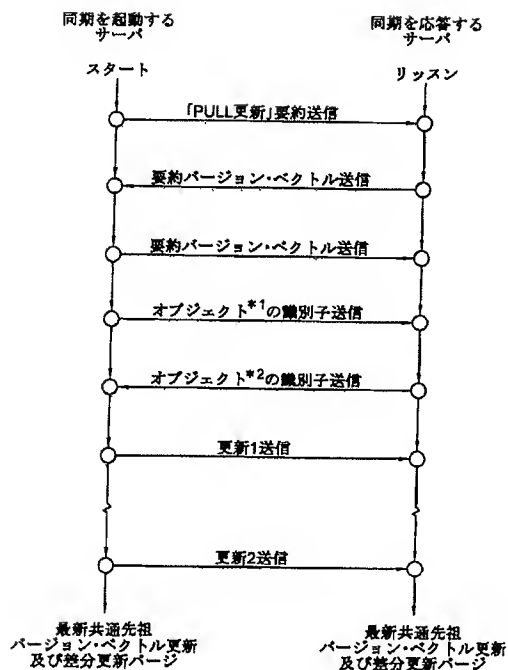 同期を起動する
サーバ
同期を応答する
サーバ
スタート
リッスン
「PULL更新」要約送信
要約バージョン・ベクトル送信
要約バージョン・ベクトル送信
オブジェクト*1の識別子送信
オブジェクト*2の識別子送信
更新1送信
更新2送信
最新共通先祖
バージョン・ベクトル更新
及び差分更新パージ
最新共通先祖
バージョン・ベクトル更新
及び差分更新パージ